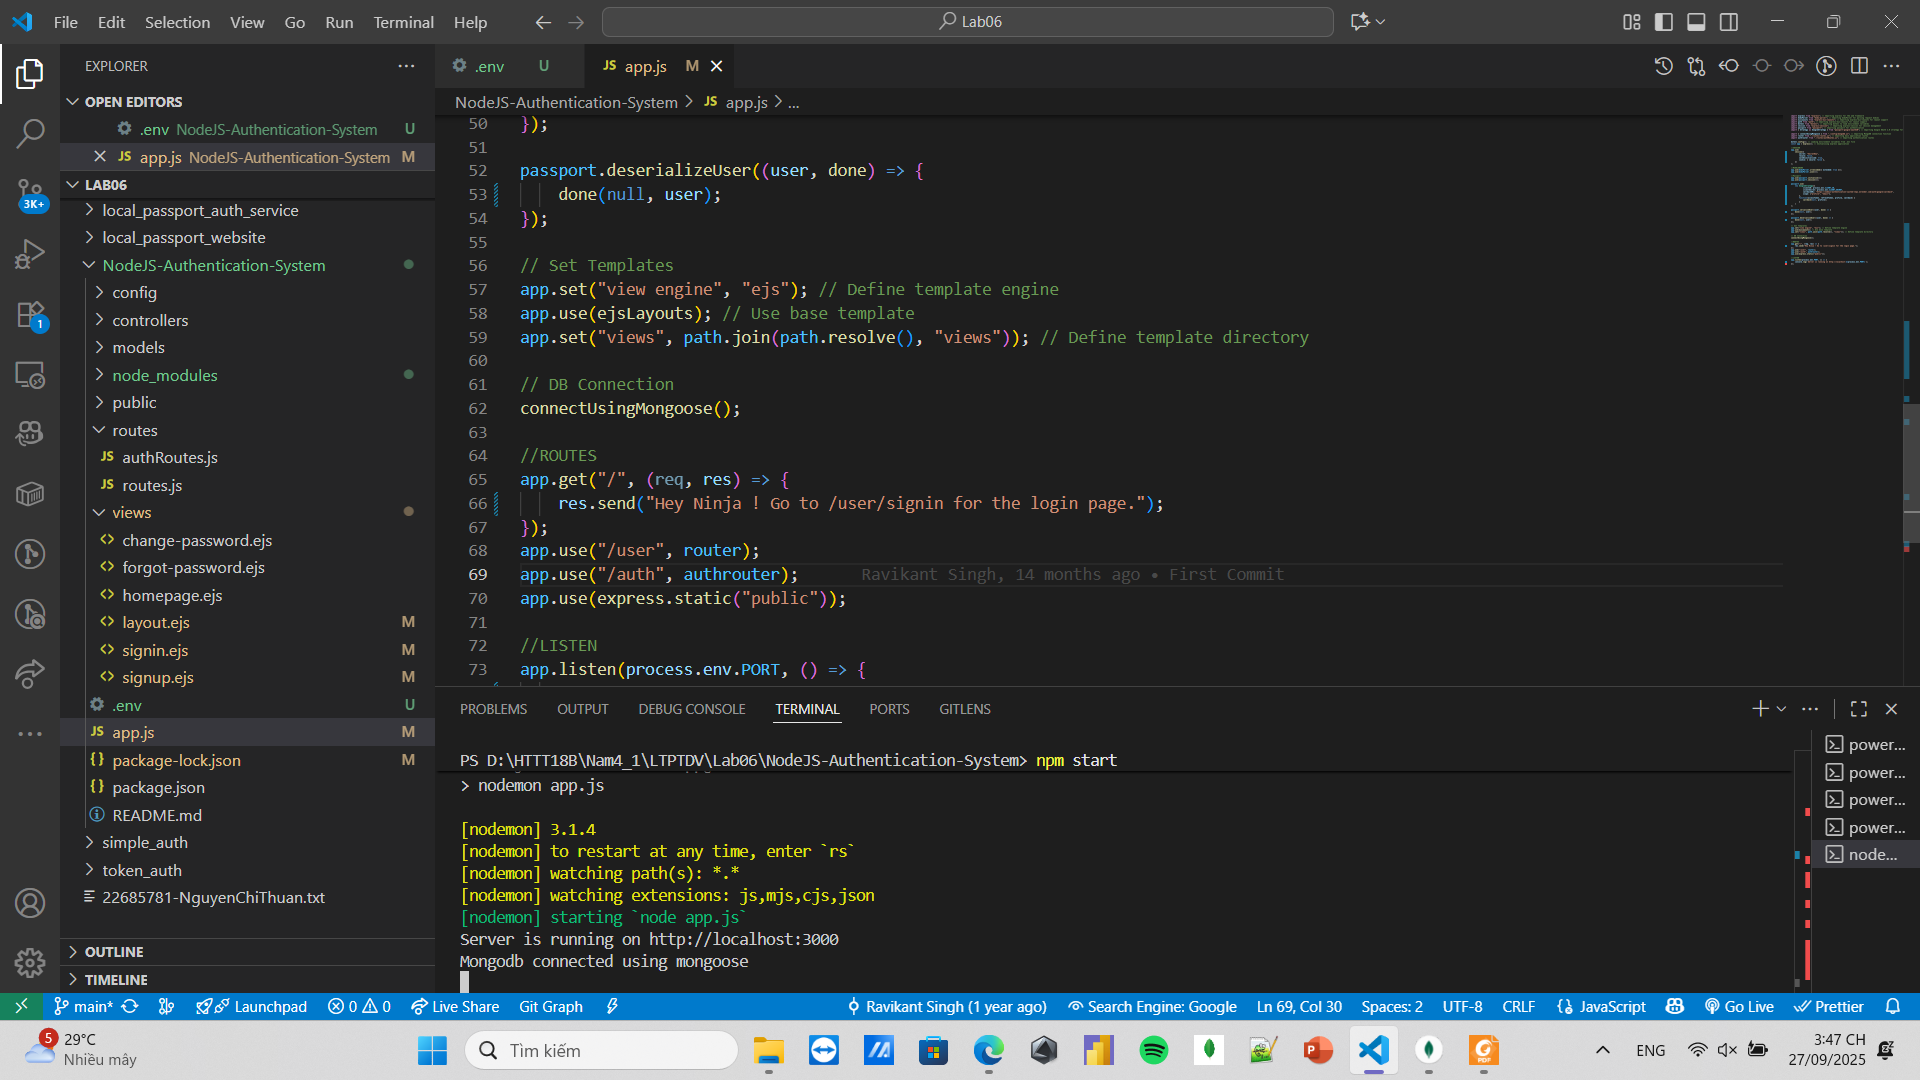 File Edit Selection View Go Run Terminal Help
Lab06
EXPLORER
OPEN EDITORS
.env NodeJS-Authentication-System U
app.js NodeJS-Authentication-System M
LAB06
local_passport_auth_service
local_passport_website
NodeJS-Authentication-System
config
controllers
models
node_modules
public
routes
JS authRoutes.js
JS routes.js
views
change-password.ejs
forgot-password.ejs
homepage.ejs
layout.ejs M
signin.ejs M
signup.ejs M
.env U
JS app.js M
package-lock.json M
package.json
README.md
simple_auth
token_auth
22685781-NguyenChiThuan.txt
OUTLINE
TIMELINE
3K+
1
.env U
JS app.js M
NodeJS-Authentication-System > JS app.js > ...
50 });
51
52 passport.deserializeUser((user, done) => {
53 done(null, user);
54 });
55
56 // Set Templates
57 app.set("view engine", "ejs"); // Define template engine
58 app.use(ejsLayouts); // Use base template
59 app.set("views", path.join(path.resolve(), "views")); // Define template directory
60
61 // DB Connection
62 connectUsingMongoose();
63
64 //ROUTES
65 app.get("/", (req, res) => {
66 res.send("Hey Ninja ! Go to /user/signin for the login page.");
67 });
68 app.use("/user", router);
69 app.use("/auth", authrouter); Ravikant Singh, 14 months ago • First Commit
70 app.use(express.static("public"));
71
72 //LISTEN
73 app.listen(process.env.PORT, () => {
PROBLEMS OUTPUT DEBUG CONSOLE TERMINAL PORTS GITLENS
PS D:\HTTT18B\Nam4_1\LTPTDV\Lab06\NodeJS-Authentication-System> npm start
> nodemon app.js
[nodemon] 3.1.4
[nodemon] to restart at any time, enter `rs`
[nodemon] watching path(s): *.*
[nodemon] watching extensions: js,mjs,cjs,json
[nodemon] starting `node app.js`
Server is running on http://localhost:3000
Mongodb connected using mongoose
power...
power...
power...
power...
node...
main* Launchpad 0 0 Live Share Git Graph Ravikant Singh (1 year ago) Search Engine: Google Ln 69, Col 30 Spaces: 2 UTF-8 CRLF JavaScript Go Live Prettier
5
29°C
Nhiều mây
Tìm kiếm
ENG
3:47 CH
27/09/2025